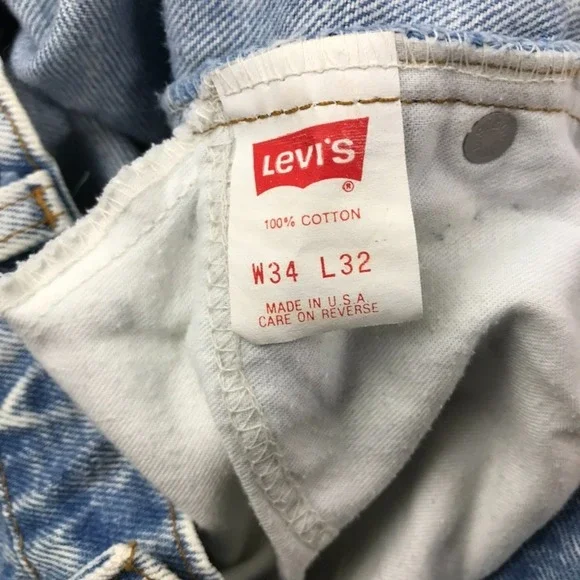 LEVI'S
®
100% COTTON
W34 L32
MADE IN U.S.A
CARE ON REVERSE